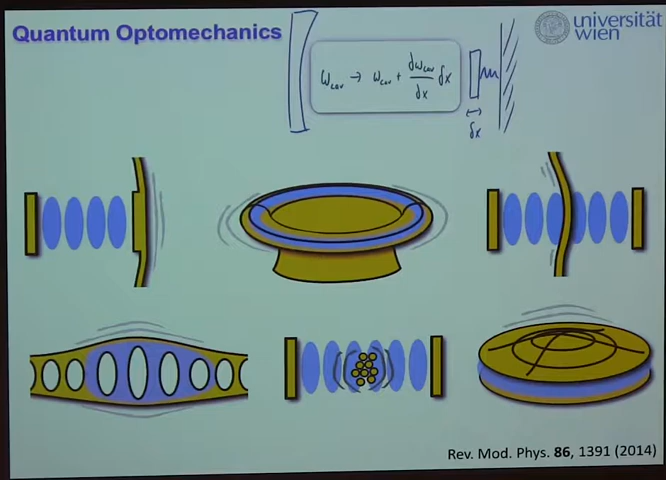 Quantum Optomechanics
universität
wien
ω_cav → ω_cav + dω_cav/dx δx
δx
Rev. Mod. Phys. 86, 1391 (2014)